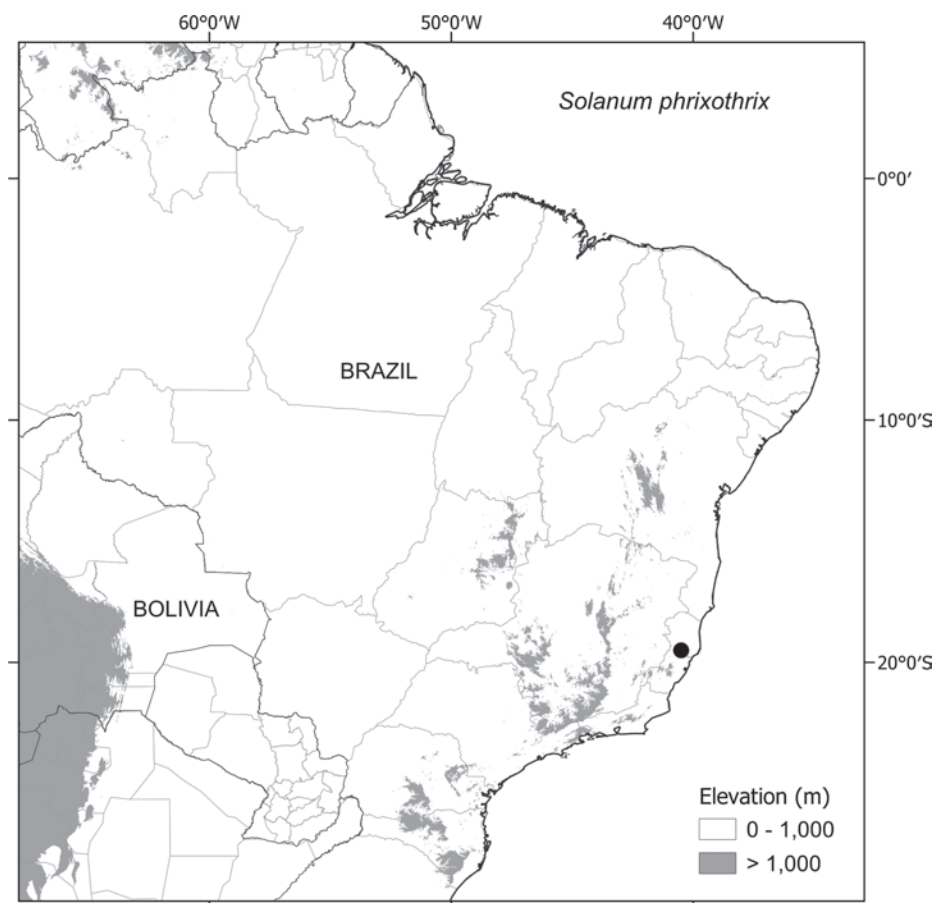 60°0'W 50°0'W 40°0'W
Solanum phrixothrix
0°0'
BRAZIL
10°0'S
BOLIVIA
20°0'S
Elevation (m)
0 - 1,000
> 1,000